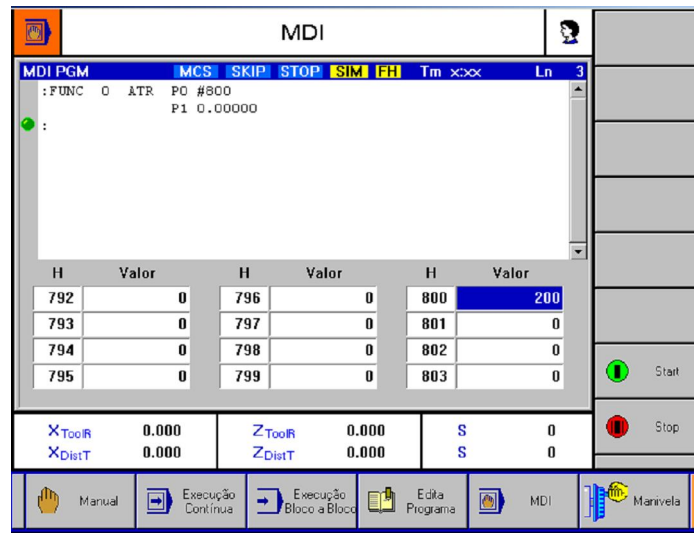 MDI
MDI PGM MCS SKIP STOP SIM FH Tm x:xx Ln 3
:FUNC 0 ATR P0 #800
P1 0.00000
:
H Valor H Valor H Valor
792 0 796 0 800 200
793 0 797 0 801 0
794 0 798 0 802 0
795 0 799 0 803 0
Start
Stop
XToolR 0.000 ZToolR 0.000 S 0
XDistT 0.000 ZDistT 0.000 S 0
Manual
Execução
Contínua
Execução
Bloco a Bloco
Edita
Programa
MDI
Manivela